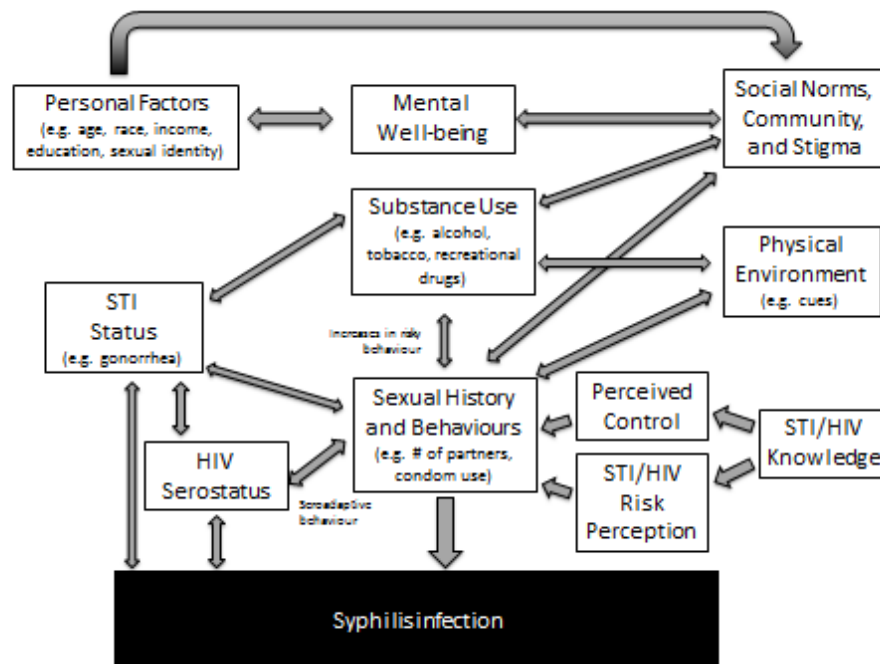 Personal Factors
(e.g. age, race, income,
education, sexual identity)
Mental
Well-being
Social Norms,
Community,
and Stigma
Substance Use
(e.g. alcohol,
tobacco, recreational
drugs)
Physical
Environment
(e.g. cues)
STI
Status
(e.g. gonorrhea)
Increases in risky
behaviour
Sexual History
and Behaviours
(e.g. # of partners,
condom use)
Perceived
Control
STI/HIV
Knowledge
HIV
Serostatus
Seroadaptive
behaviour
STI/HIV
Risk
Perception
Syphilis infection